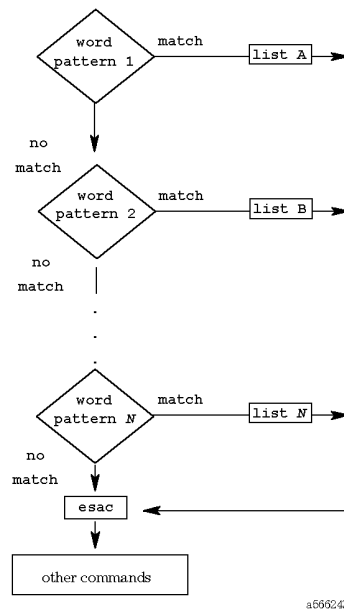 word
pattern 1
match
list A
no
match
word
pattern 2
match
list B
no
match
word
pattern N
match
list N
no
match
esac
other commands